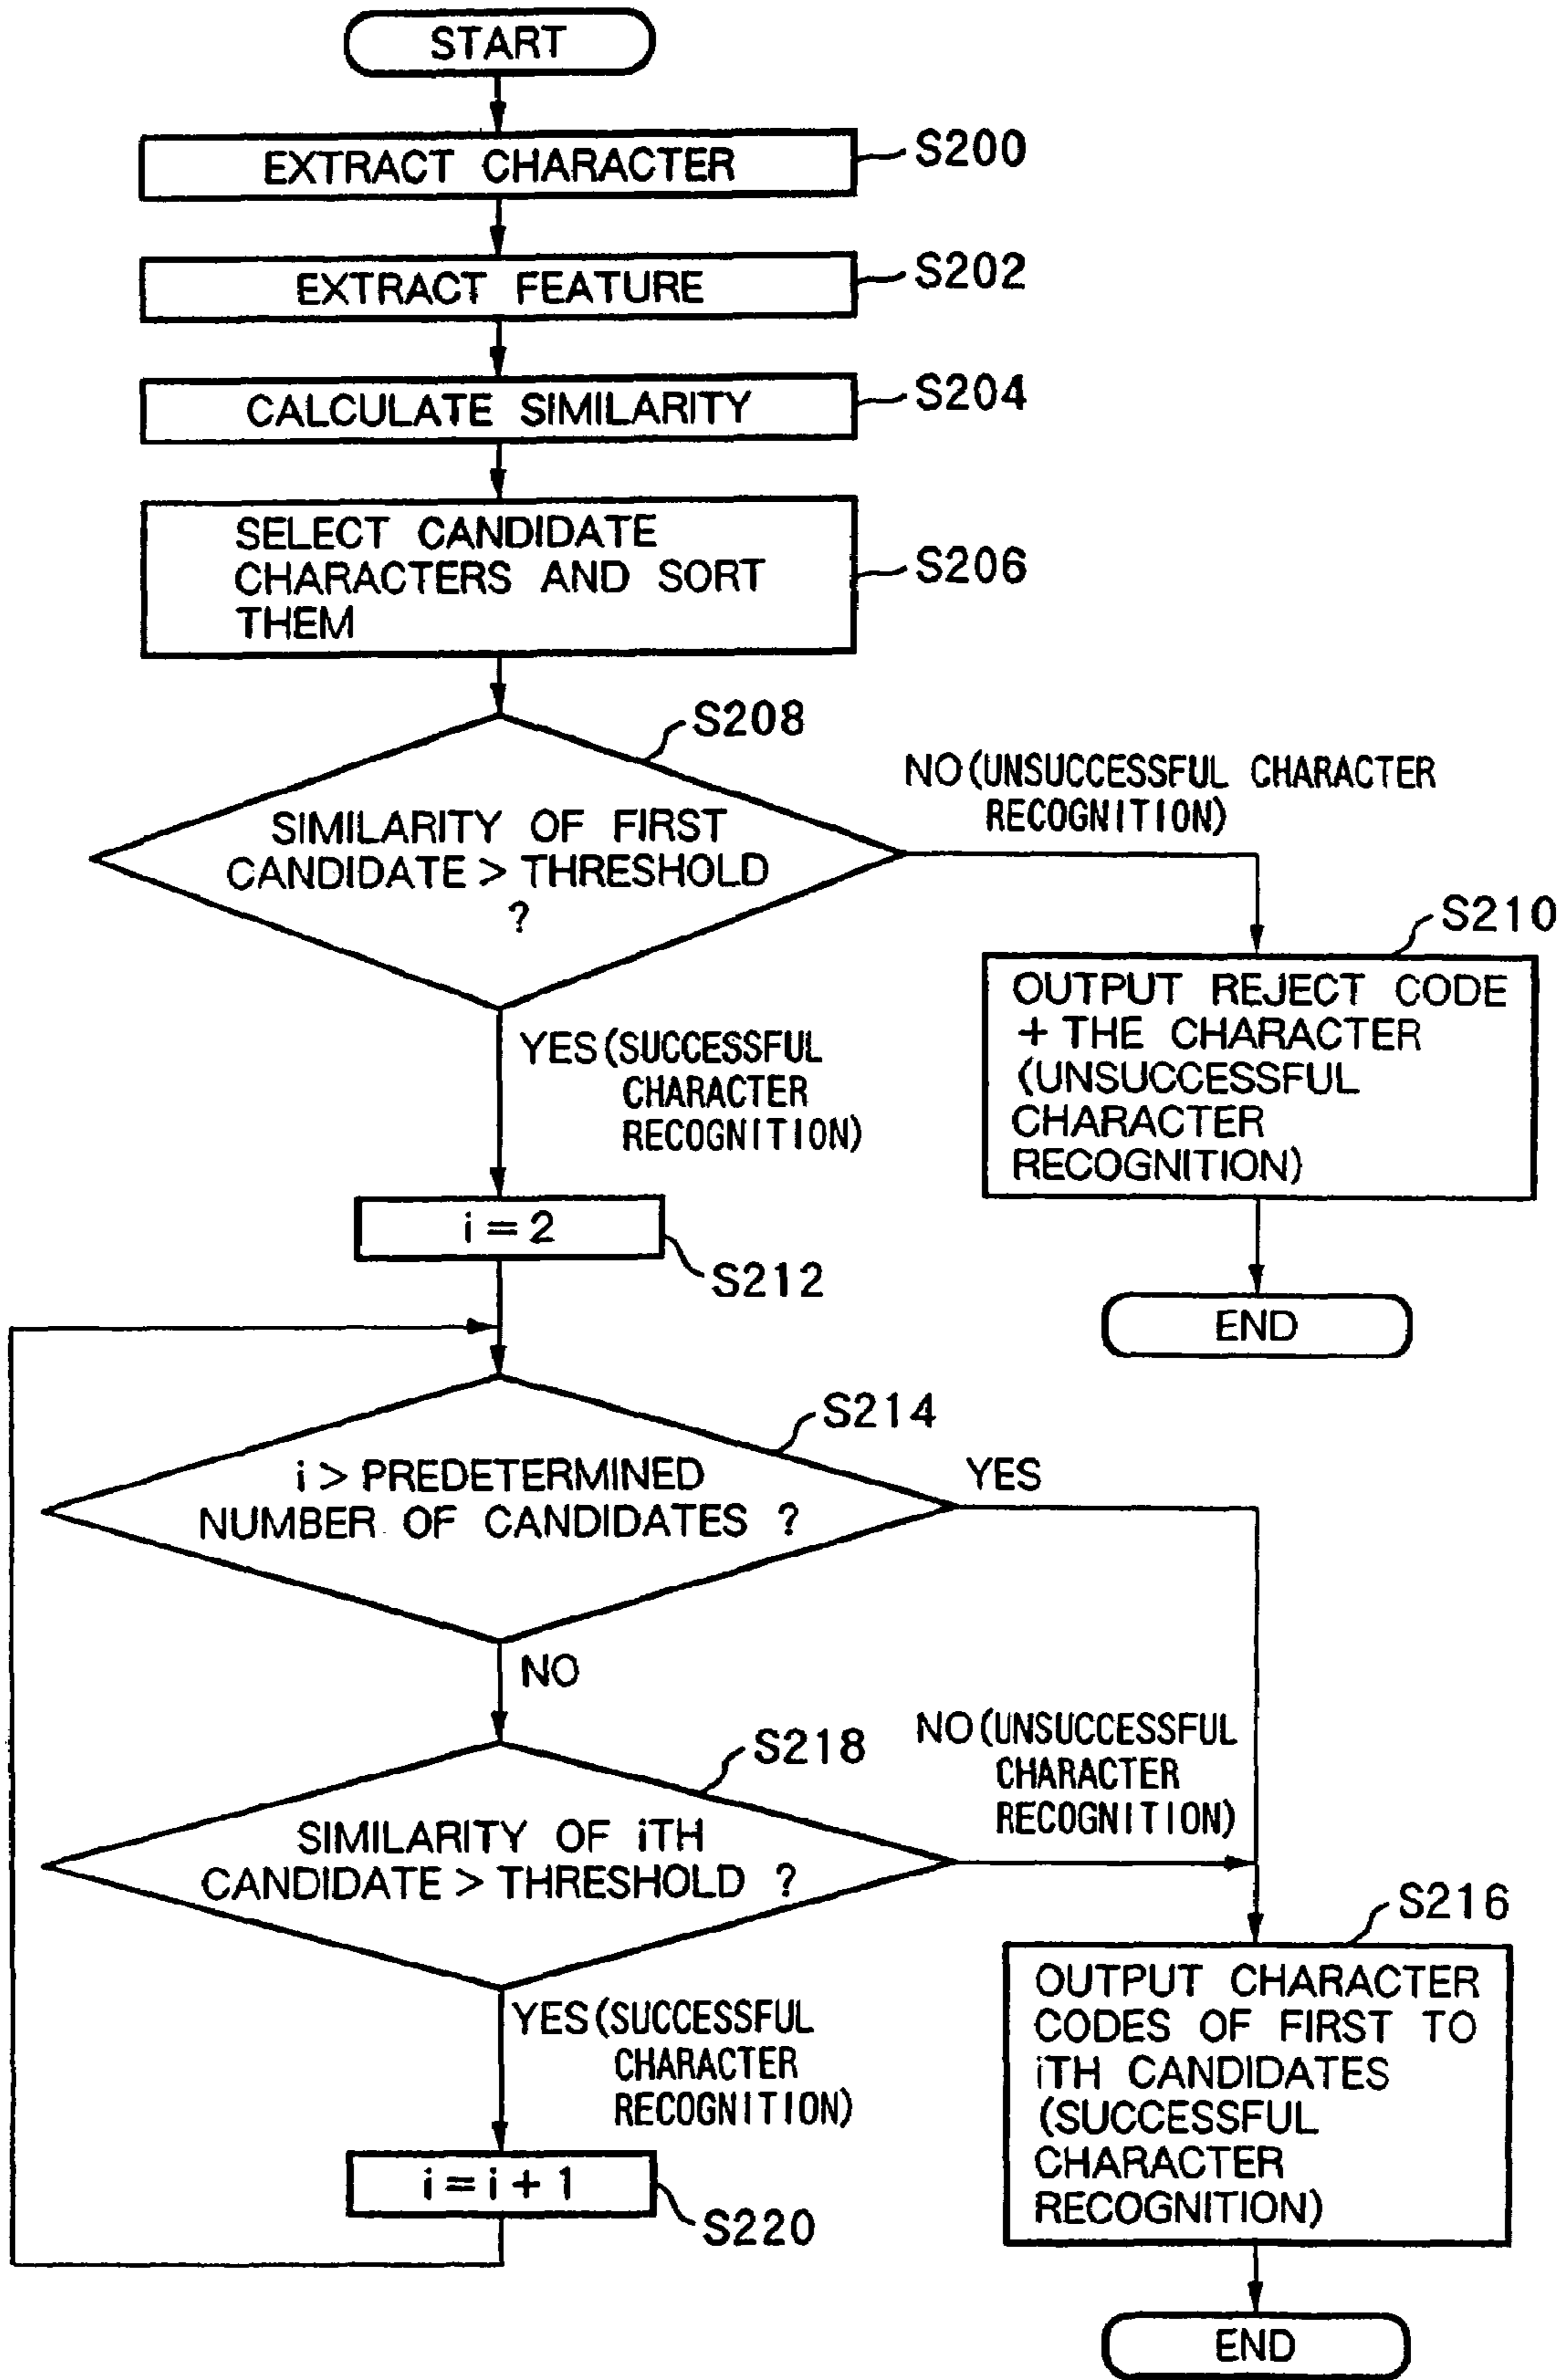 START
EXTRACT CHARACTER
S200
EXTRACT FEATURE
S202
CALCULATE SIMILARITY
S204
SELECT CANDIDATE
CHARACTERS AND SORT
THEM
S206
S208
SIMILARITY OF FIRST
CANDIDATE > THRESHOLD
?
NO (UNSUCCESSFUL CHARACTER
RECOGNITION)
S210
OUTPUT REJECT CODE
+ THE CHARACTER
(UNSUCCESSFUL
CHARACTER
RECOGNITION)
END
YES (SUCCESSFUL
CHARACTER
RECOGNITION)
i = 2
S212
S214
i > PREDETERMINED
NUMBER OF CANDIDATES ?
YES
NO
S218
SIMILARITY OF iTH
CANDIDATE > THRESHOLD ?
NO (UNSUCCESSFUL
CHARACTER
RECOGNITION)
S216
OUTPUT CHARACTER
CODES OF FIRST TO
iTH CANDIDATES
(SUCCESSFUL
CHARACTER
RECOGNITION)
YES (SUCCESSFUL
CHARACTER
RECOGNITION)
i = i + 1
S220
END